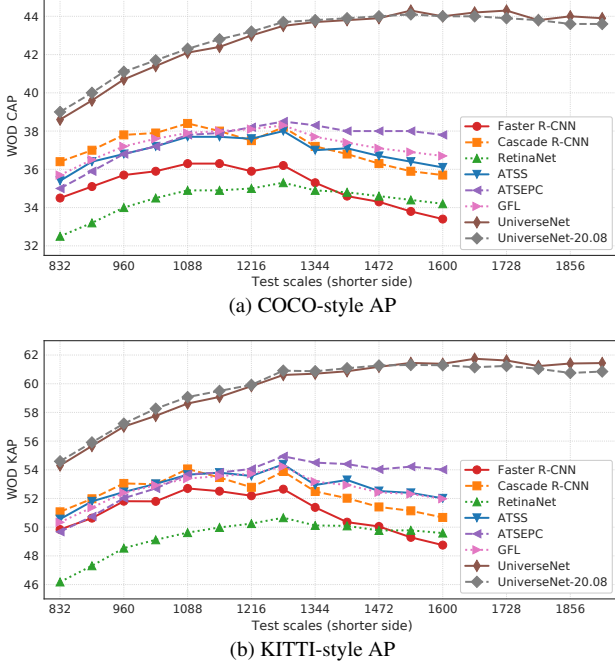 44
42
40
38
36
34
32
WOD CAP
Faster R-CNN
Cascade R-CNN
RetinaNet
ATSS
ATSEPC
GFL
UniverseNet
UniverseNet-20.08
832 960 1088 1216 1344 1472 1600 1728 1856
Test scales (shorter side)
(a) COCO-style AP
62
60
58
56
54
52
50
48
46
WOD KAP
Faster R-CNN
Cascade R-CNN
RetinaNet
ATSS
ATSEPC
GFL
UniverseNet
UniverseNet-20.08
832 960 1088 1216 1344 1472 1600 1728 1856
Test scales (shorter side)
(b) KITTI-style AP